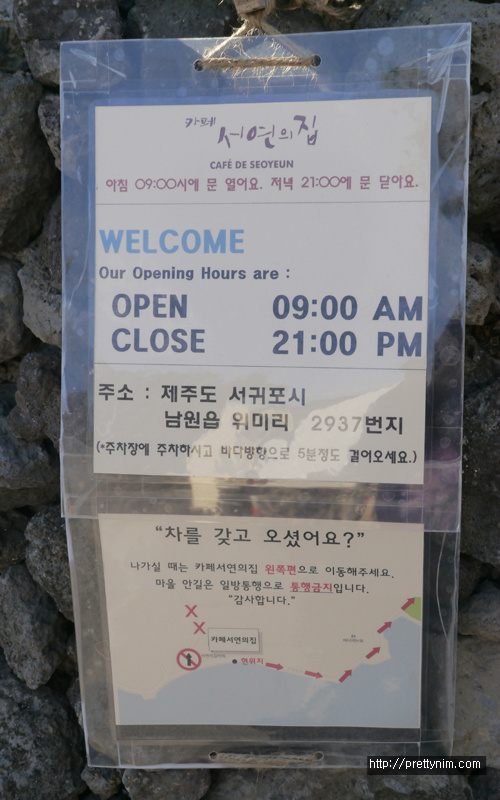 카페 서연의집
CAFÉ DE SEOYEUN
아침 09:00시에 문 열어요. 저녁 21:00에 문 닫아요.
WELCOME
Our Opening Hours are :
OPEN 09:00 AM
CLOSE 21:00 PM
주소 : 제주도 서귀포시
남원읍 위미리 2937번지
(*주차장에 주차하시고 바다방향으로 5분정도 걸어오세요.)
“차를 갖고 오셨어요?”
나가실 때는 카페서연의집 왼쪽편으로 이동해주세요.
마을 안길은 일방통행으로 통행금지입니다.
“감사합니다.”
카페서연의집
현위치
http://prettynim.com